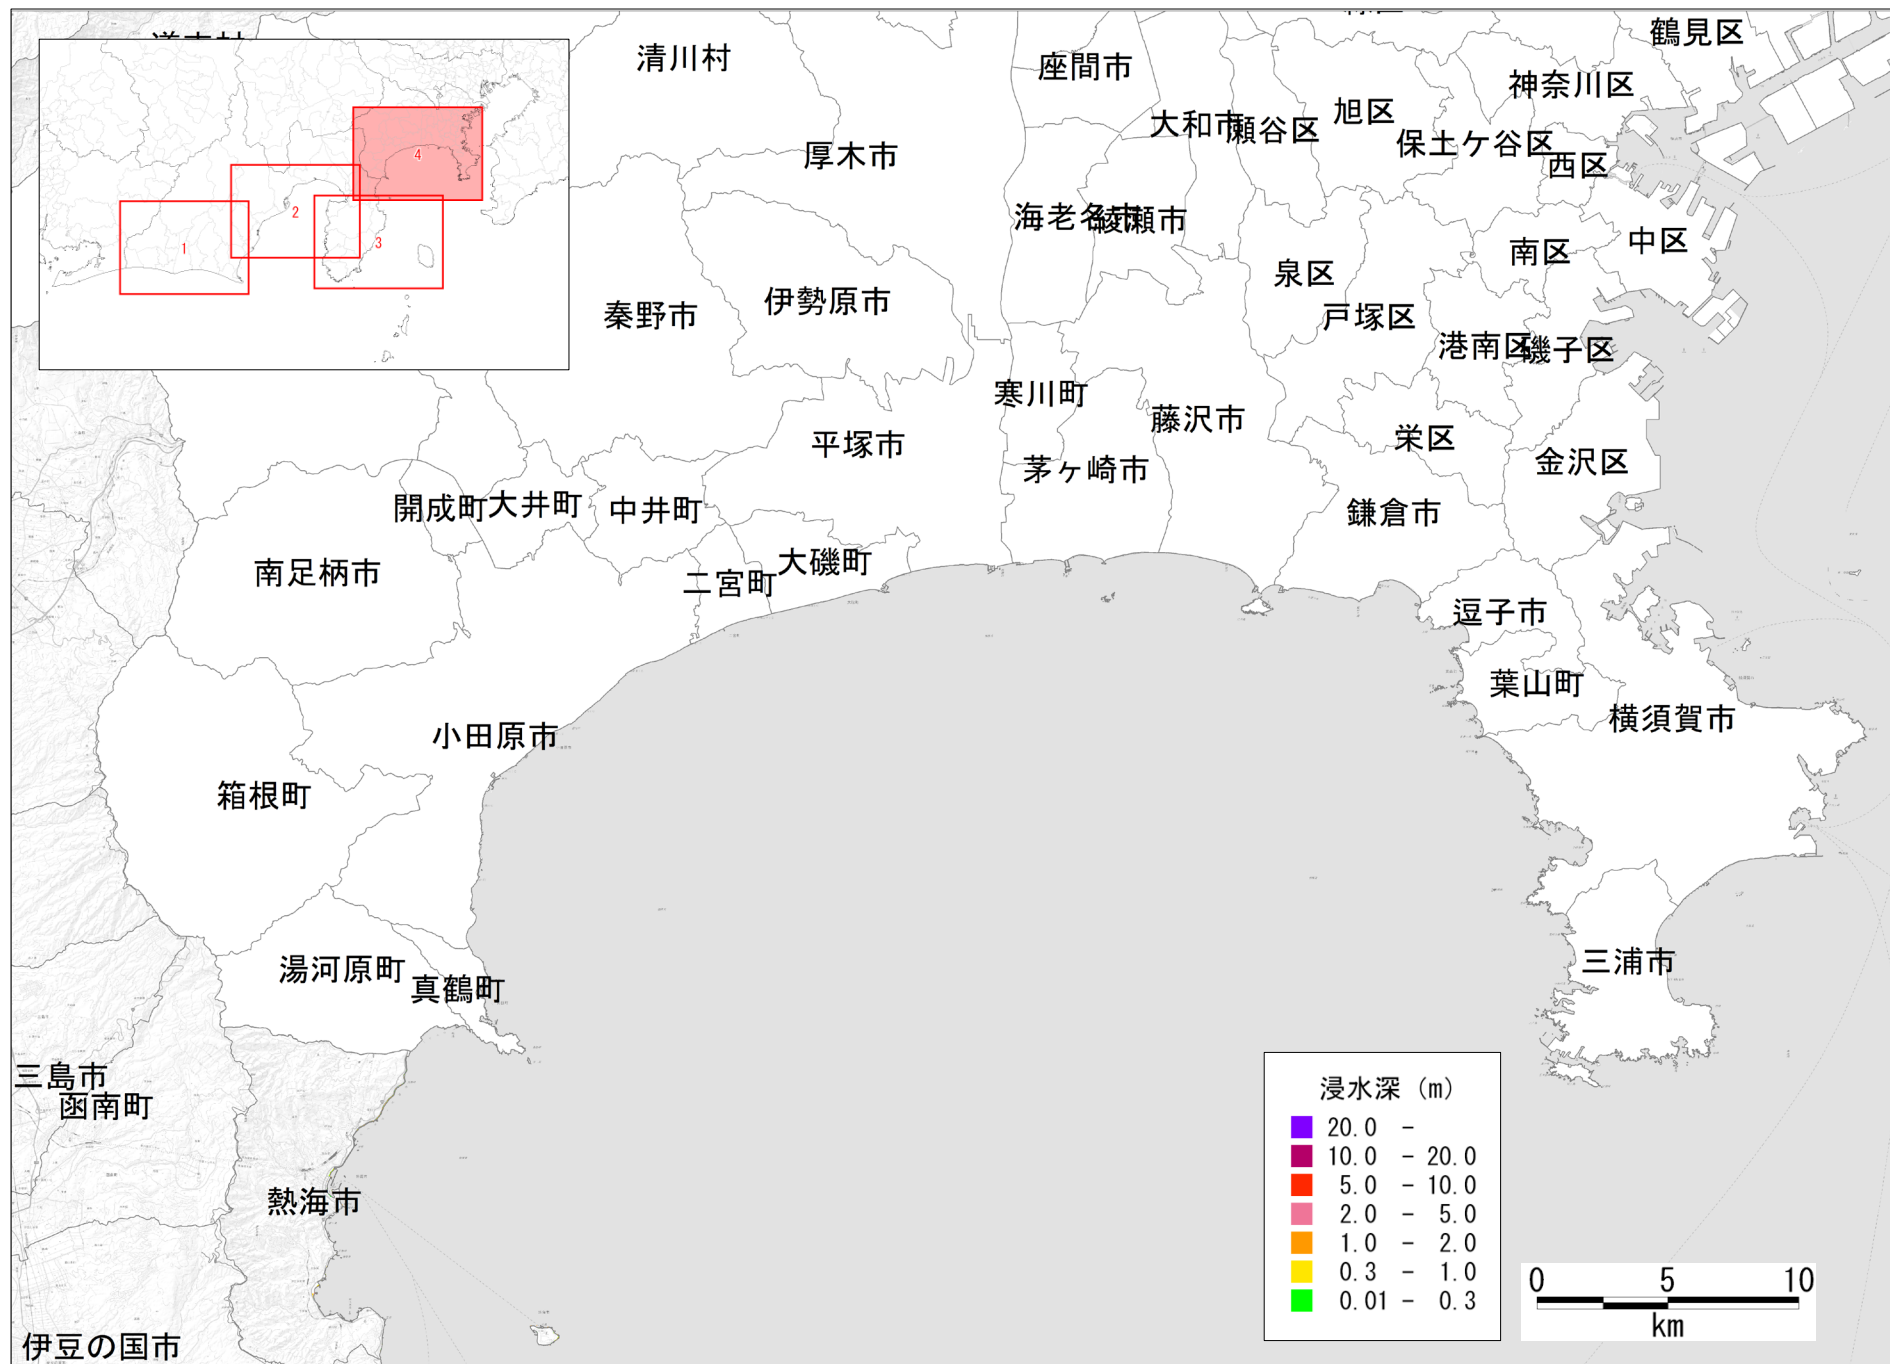 清川村
座間市
鶴見区
神奈川区
大和市
瀬谷区
旭区
保土ケ谷区
西区
厚木市
海老名市
綾瀬市
南区
中区
泉区
伊勢原市
秦野市
戸塚区
港南区
磯子区
寒川町
藤沢市
平塚市
栄区
茅ヶ崎市
金沢区
開成町
大井町
中井町
鎌倉市
南足柄市
二宮町
大磯町
逗子市
葉山町
横須賀市
小田原市
箱根町
湯河原町
真鶴町
三浦市
三島市
函南町
熱海市
伊豆の国市
1
2
3
4
浸水深 (m)
20.0 -
10.0 - 20.0
5.0 - 10.0
2.0 - 5.0
1.0 - 2.0
0.3 - 1.0
0.01 - 0.3
0 5 10
km